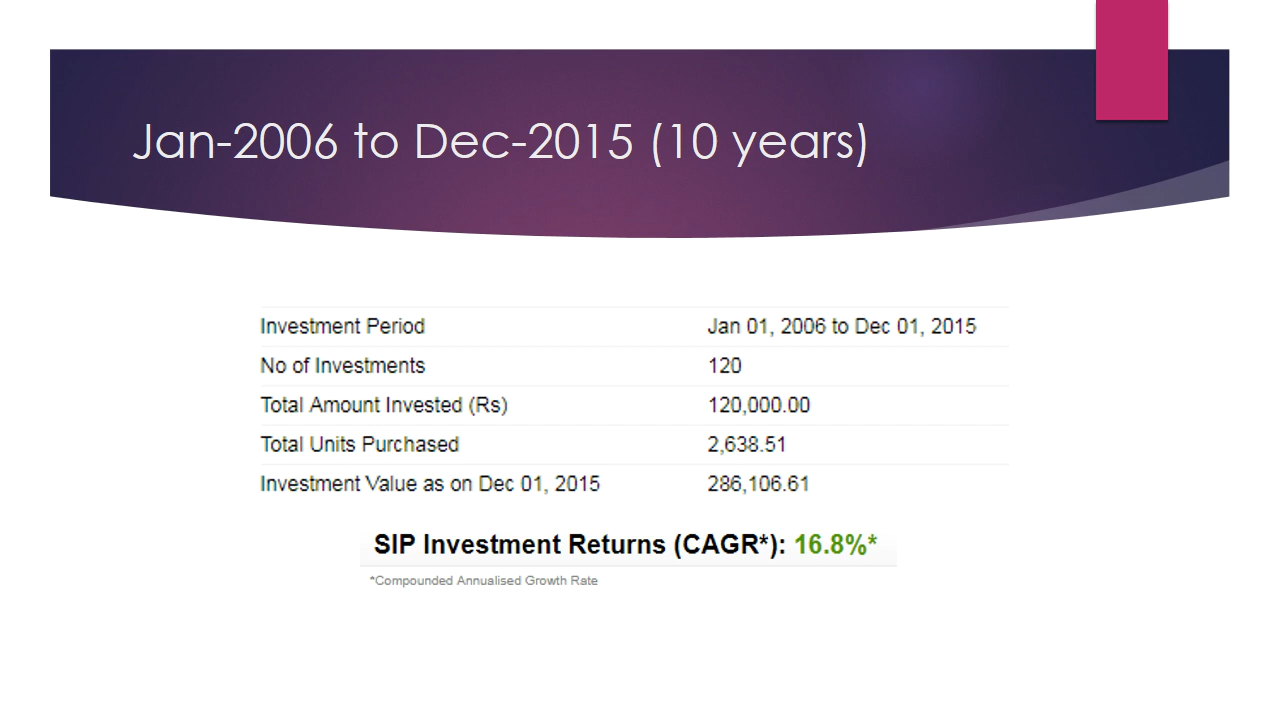 Jan-2006 to Dec-2015 (10 years)
Investment Period Jan 01, 2006 to Dec 01, 2015
No of Investments 120
Total Amount Invested (Rs) 120,000.00
Total Units Purchased 2,638.51
Investment Value as on Dec 01, 2015 286,106.61
SIP Investment Returns (CAGR*): 16.8%*
*Compounded Annualised Growth Rate